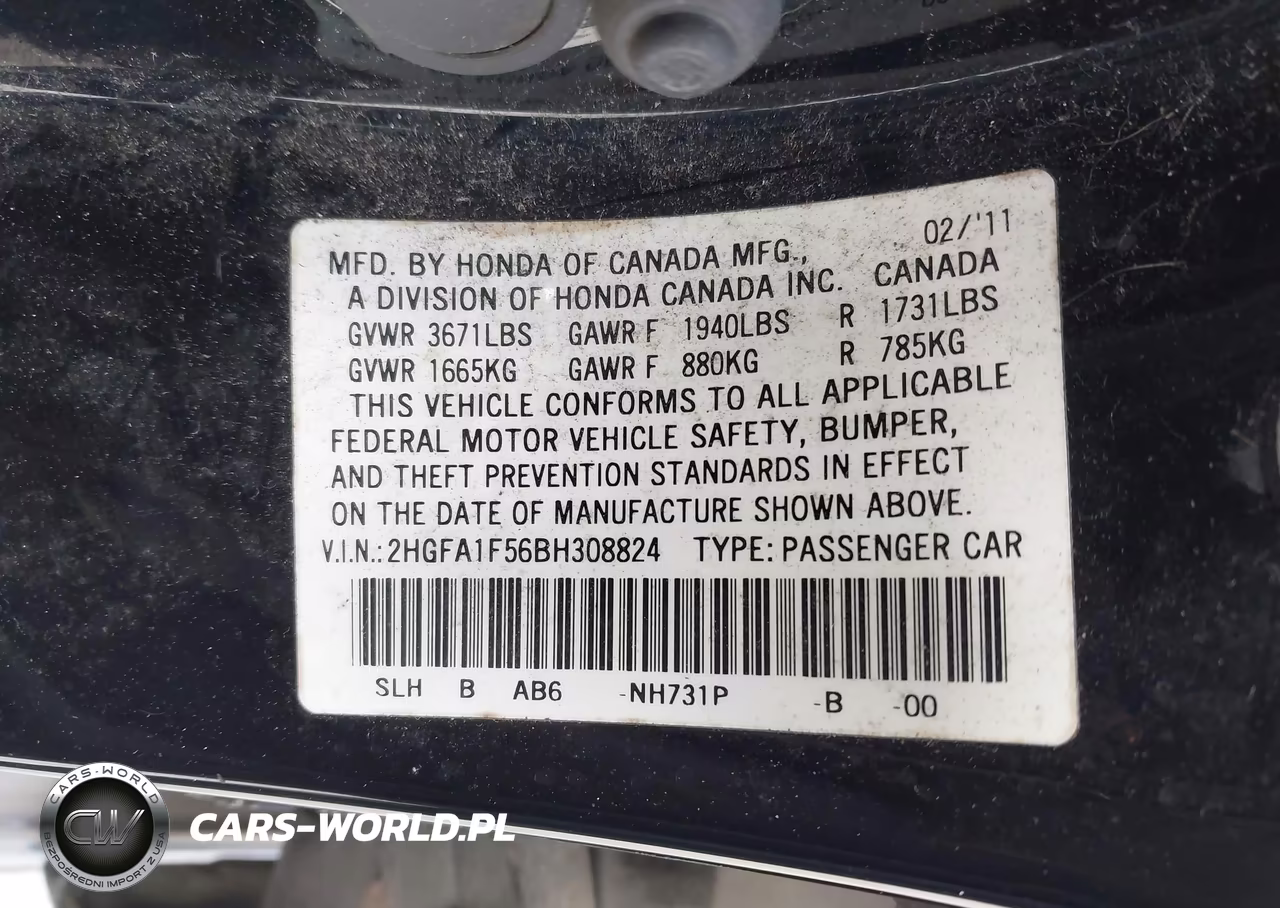 02/'11
MFD. BY HONDA OF CANADA MFG.,
A DIVISION OF HONDA CANADA INC. CANADA
GVWR 3671LBS GAWR F 1940LBS R 1731LBS
GVWR 1665KG GAWR F 880KG R 785KG
THIS VEHICLE CONFORMS TO ALL APPLICABLE
FEDERAL MOTOR VEHICLE SAFETY, BUMPER,
AND THEFT PREVENTION STANDARDS IN EFFECT
ON THE DATE OF MANUFACTURE SHOWN ABOVE.
V.I.N.: 2HGFA1F56BH308824 TYPE: PASSENGER CAR
SLH B AB6 -NH731P -B -00
CARS-WORLD
CW
BEZPOŚREDNI IMPORT Z USA
CARS-WORLD.PL